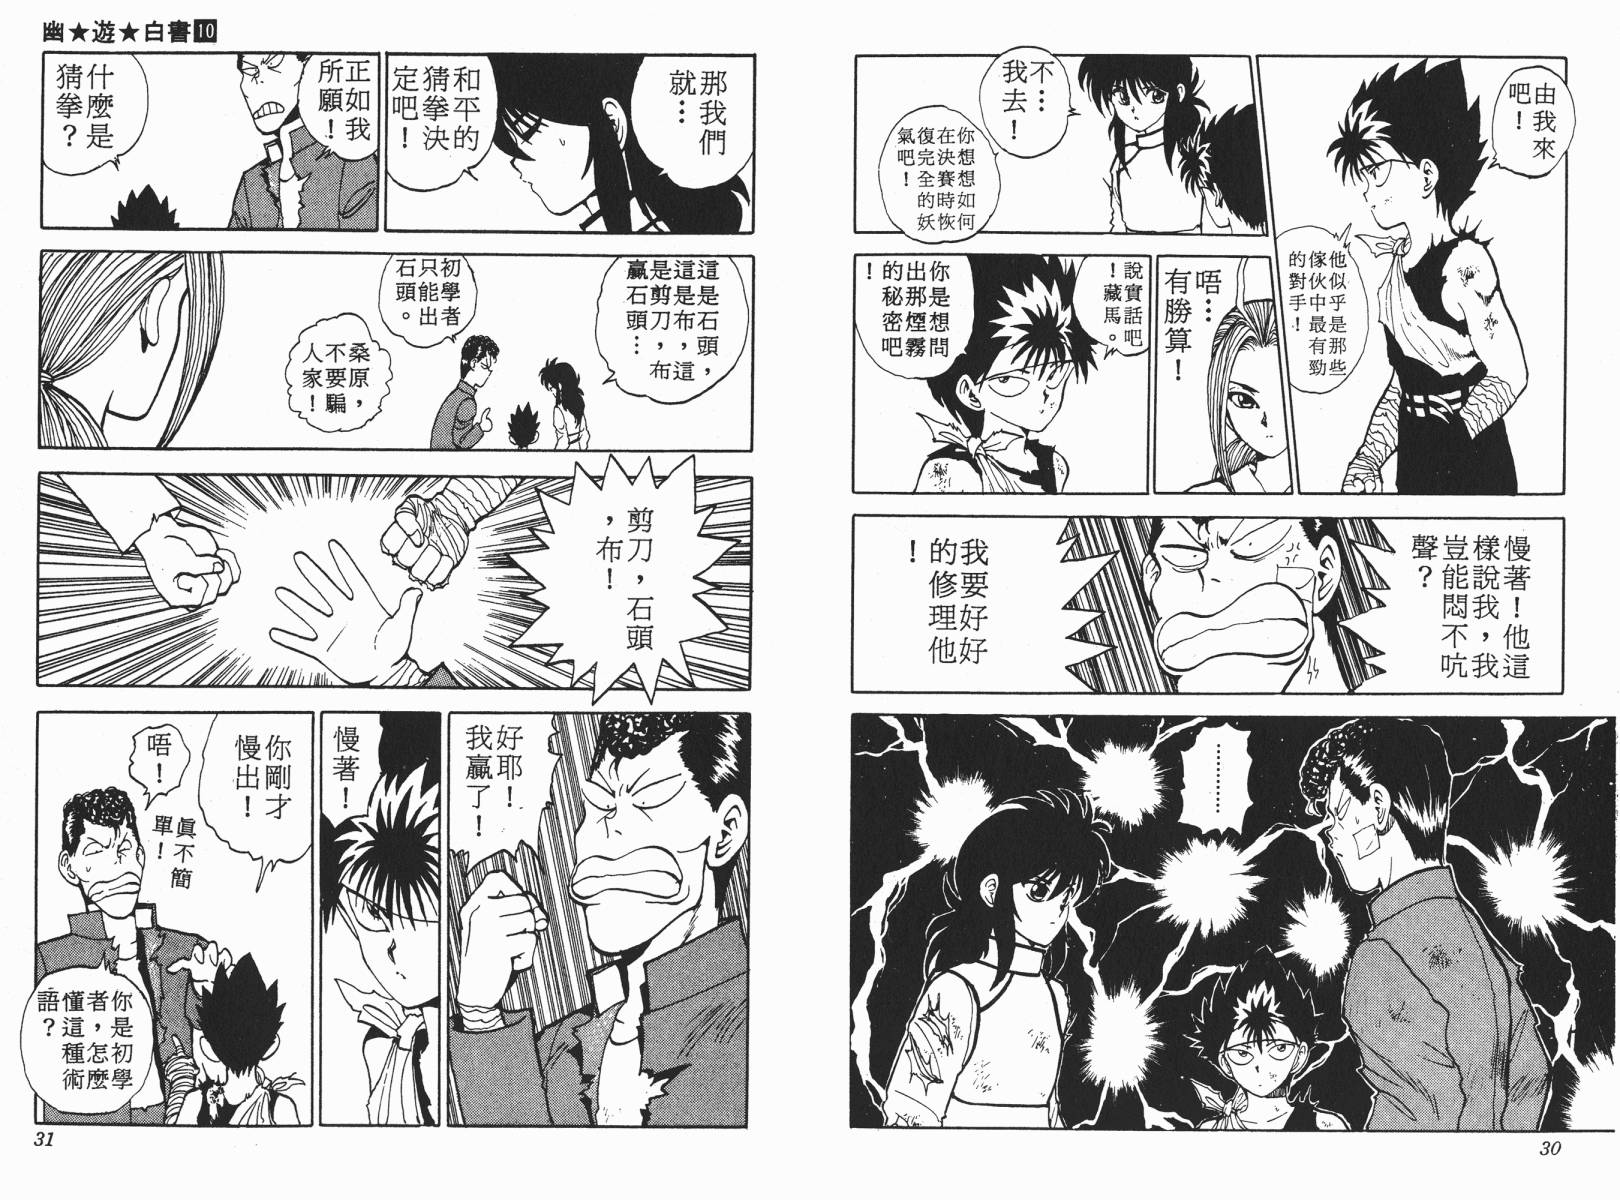 幽★遊★白書10
由我來
吧！
他似乎是那些
傢伙中最有勁
的對手！
不…
我去！
你想想如何
在決賽時恢
復完全的妖
氣吧！
唔…
有勝算！
說實話吧
！藏馬。
你是想問
出那煙霧
的秘密吧
！
慢著！他這
樣說我，我
豈能悶不吭
聲？
我要好好
的修理他
！
…………
30
那我們
就…
和平的
猜拳決
定吧！
正如我
所願！
什麼是
猜拳？
這是石頭，
這是布，這
是剪刀，布
贏石頭…
初學者
只能出
石頭。
桑原，
不要騙
人家！
剪刀，石頭
，布！
好耶！
我贏了！
慢著！
你剛才
慢出！
唔！
眞不簡
單！
你是初學
者，怎麼
懂這種術
語？
31